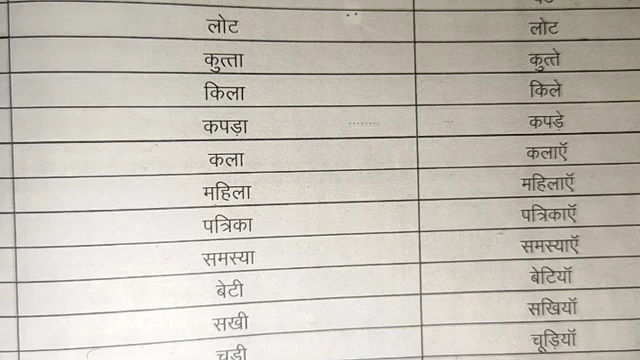 लोट लोट
कुत्ता कुत्ते
किला किले
कपड़ा कपड़े
कला कलाऍ
महिला महिलाऍ
पत्रिका पत्रिकाऍ
समस्या समस्याऍ
बेटी बेटियॉ
सखी सखियॉ
चूड़ियॉ